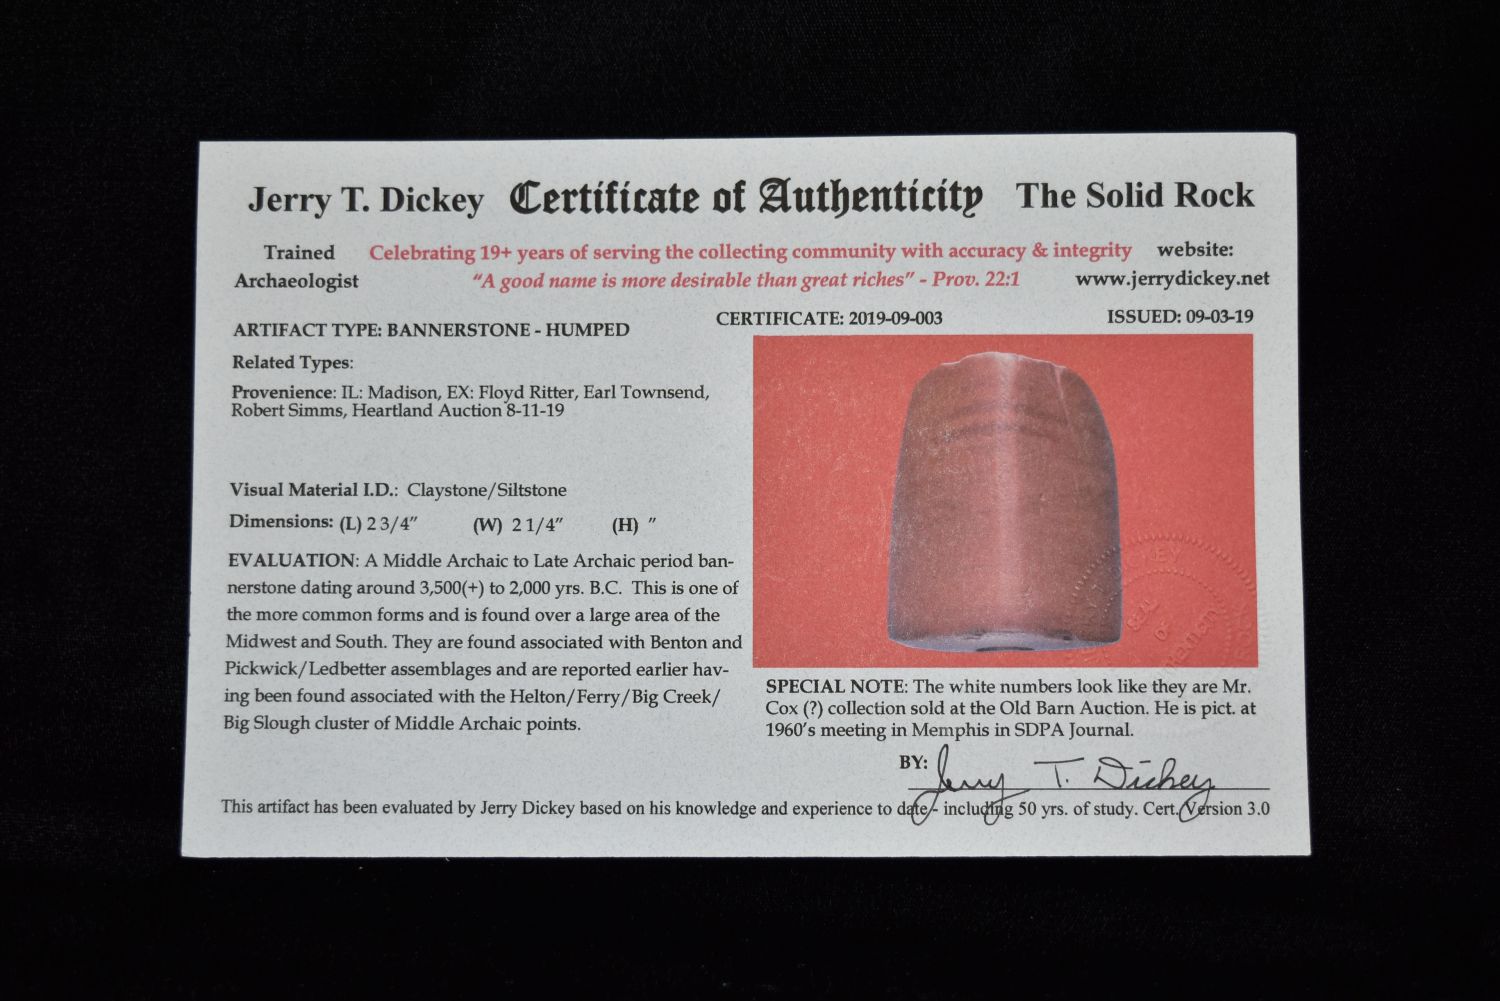 Jerry T. Dickey Certificate of Authenticity The Solid Rock
Trained Celebrating 19+ years of serving the collecting community with accuracy & integrity website:
Archaeologist "A good name is more desirable than great riches" - Prov. 22:1 www.jerrydickey.net
CERTIFICATE: 2019-09-003 ISSUED: 09-03-19
ARTIFACT TYPE: BANNERSTONE - HUMPED
Related Types:
Provenience: IL: Madison, EX: Floyd Ritter, Earl Townsend,
Robert Simms, Heartland Auction 8-11-19
Visual Material I.D.: Claystone/Siltstone
Dimensions: (L) 2 3/4" (W) 2 1/4" (H) "
EVALUATION: A Middle Archaic to Late Archaic period ban-
nerstone dating around 3,500(+) to 2,000 yrs. B.C. This is one of
the more common forms and is found over a large area of the
Midwest and South. They are found associated with Benton and
Pickwick/Ledbetter assemblages and are reported earlier hav-
ing been found associated with the Helton/Ferry/Big Creek/
Big Slough cluster of Middle Archaic points.
SEAL
OF
SPECIAL NOTE: The white numbers look like they are Mr.
Cox (?) collection sold at the Old Barn Auction. He is pict. at
1960's meeting in Memphis in SDPA Journal.
BY: Jerry T. Dickey
This artifact has been evaluated by Jerry Dickey based on his knowledge and experience to date - including 50 yrs. of study. Cert. Version 3.0